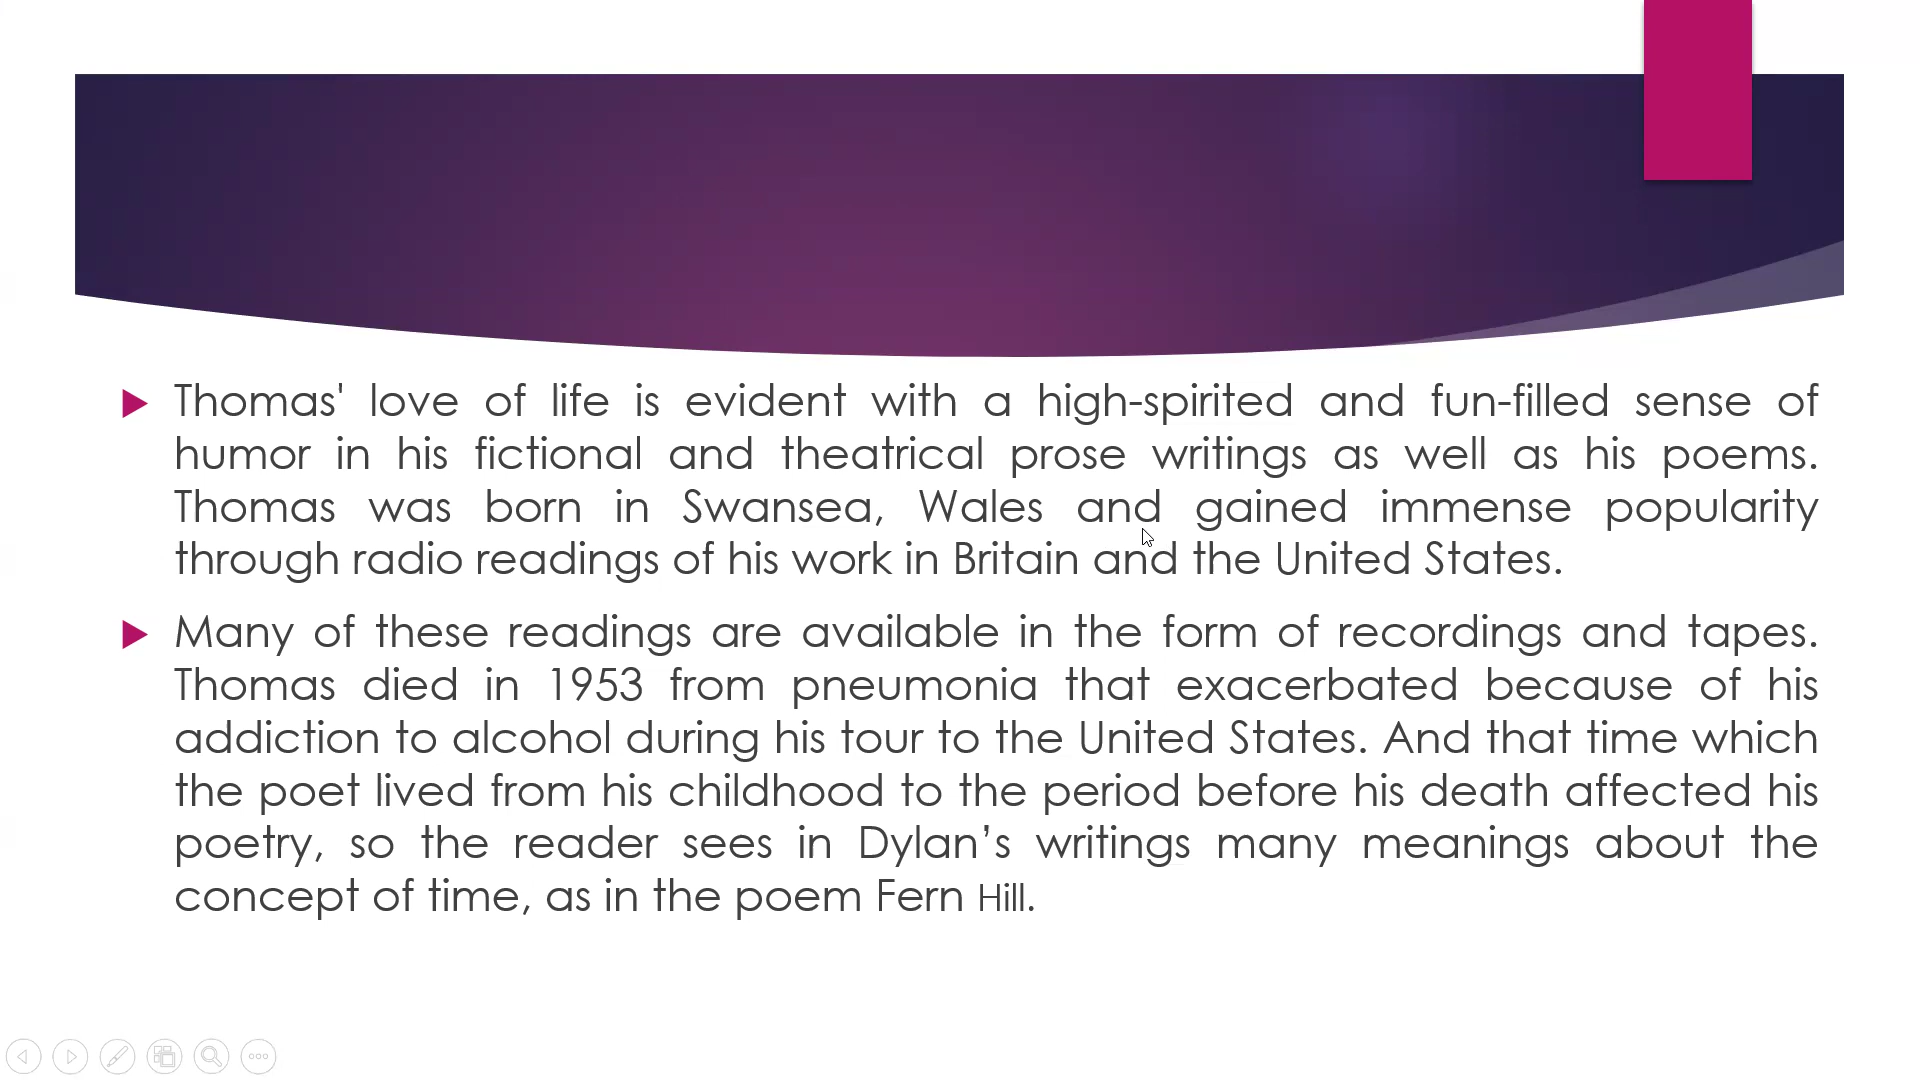 Thomas' love of life is evident with a high-spirited and fun-filled sense of
humor in his fictional and theatrical prose writings as well as his poems.
Thomas was born in Swansea, Wales and gained immense popularity
through radio readings of his work in Britain and the United States.
Many of these readings are available in the form of recordings and tapes.
Thomas died in 1953 from pneumonia that exacerbated because of his
addiction to alcohol during his tour to the United States. And that time which
the poet lived from his childhood to the period before his death affected his
poetry, so the reader sees in Dylan’s writings many meanings about the
concept of time, as in the poem Fern Hill.